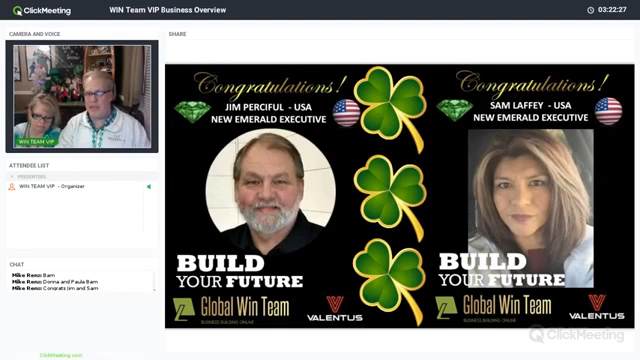 ClickMeeting
WIN Team VIP Business Overview
03:22:27
CAMERA AND VOICE
SHARE
WIN TEAM VIP
ATTENDEE LIST
PRESENTERS
WIN TEAM VIP - Organizer
CHAT
Mike Renz: Bam
Mike Renz: Donna and Paula Bam
Mike Renz: Congrats Jim and Sam
ClickMeeting.com
Congratulations!
JIM PERCIFUL - USA
NEW EMERALD EXECUTIVE
BUILD
YOUR FUTURE
Global Win Team
BUSINESS BUILDING ONLINE
VALENTUS
Congratulations!
SAM LAFFEY - USA
NEW EMERALD EXECUTIVE
BUILD
YOUR FUTURE
Global Win Team
BUSINESS BUILDING ONLINE
VALENTUS
ClickMeeting